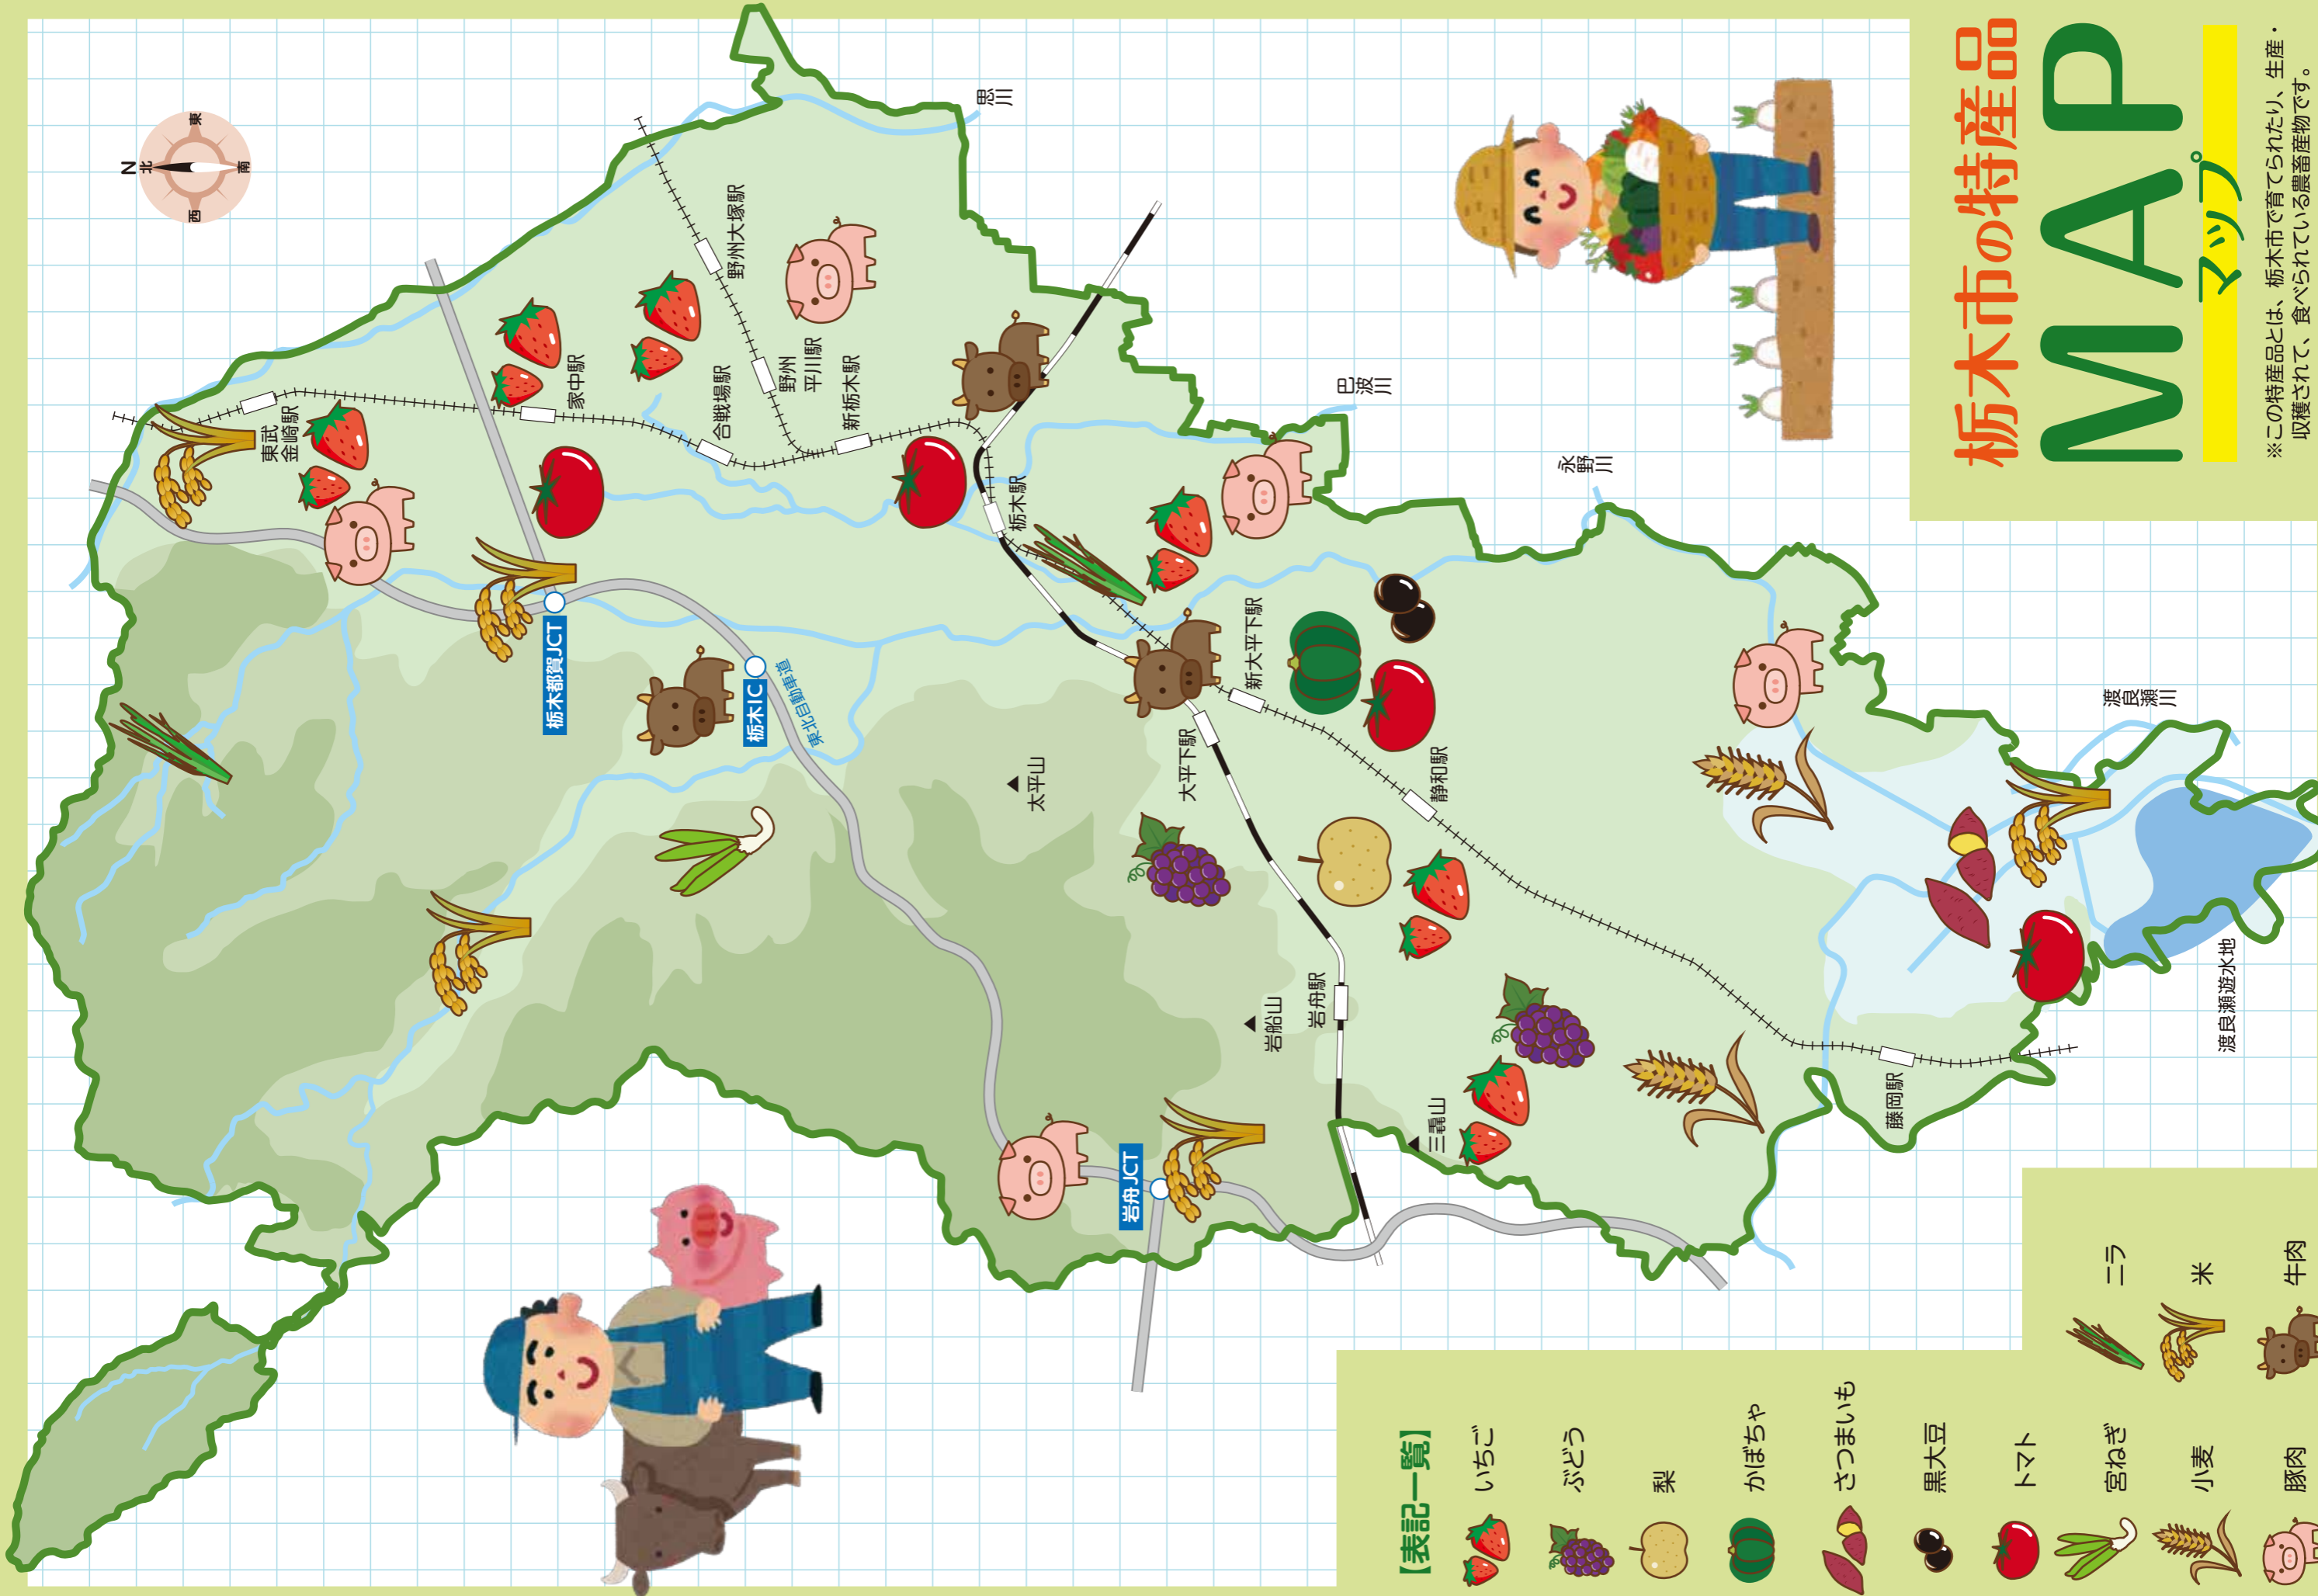 栃木市の特産品
MAP
マップ
※この特産品とは、栃木市で育てられたり、生産・
収穫されて、食べられている農畜産物です。
N
北
東
南
西
思川
巴波川
永野川
渡良瀬川
渡良瀬遊水地
東武
金崎駅
家中駅
合戦場駅
野州大塚駅
野州
平川駅
新栃木駅
栃木駅
新大平下駅
大平下駅
静和駅
岩舟駅
藤岡駅
栃木都賀JCT
栃木IC
東北自動車道
岩舟JCT
太平山
岩船山
三毳山
【表記一覧】
いちご
ぶどう
梨
かぼちゃ
さつまいも
黒大豆
トマト
宮ねぎ
ニラ
小麦
米
豚肉
牛肉